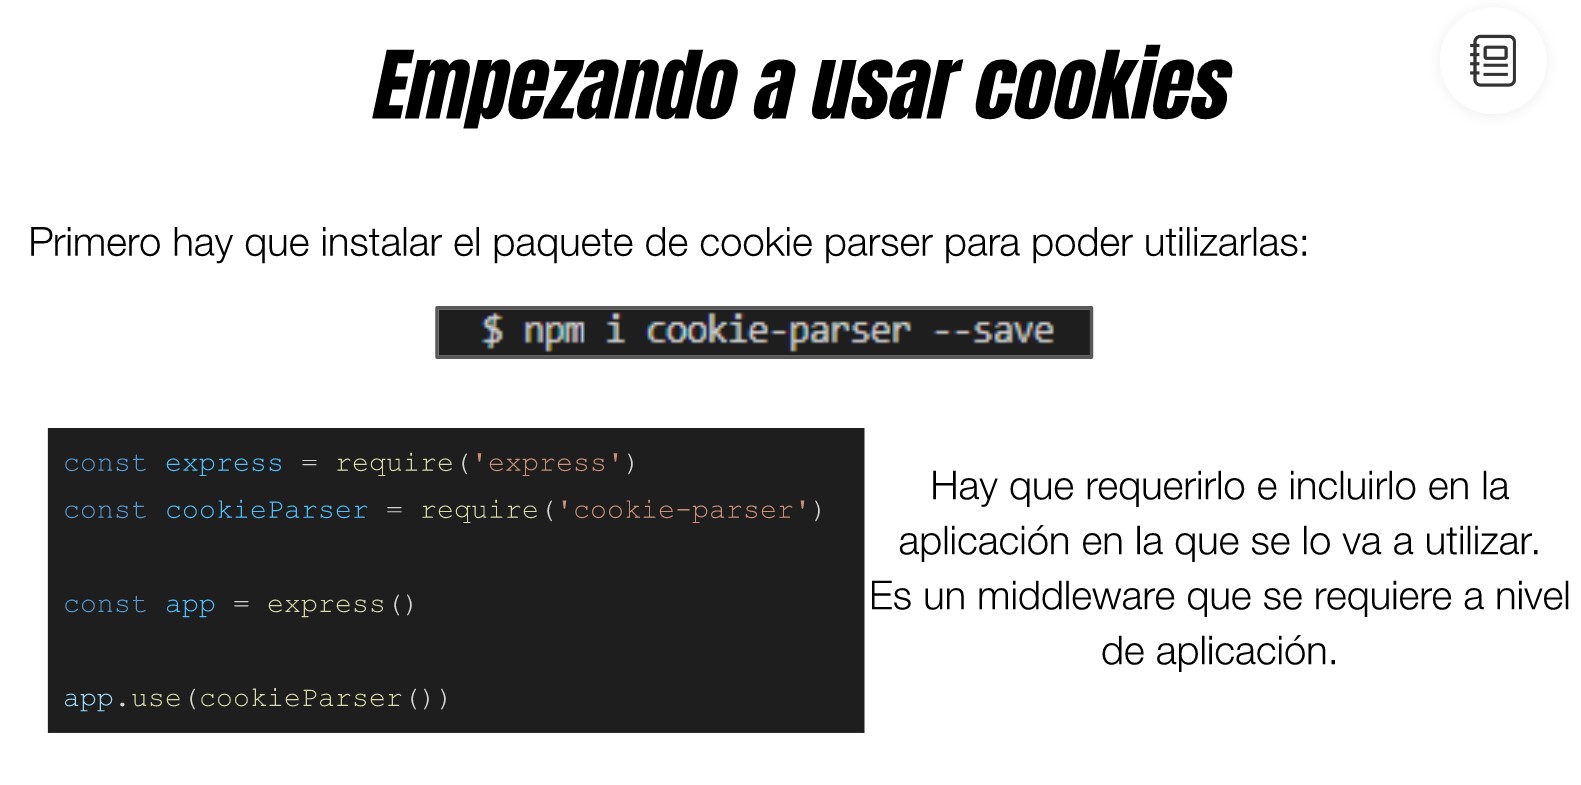 Empezando a usar cookies
Primero hay que instalar el paquete de cookie parser para poder utilizarlas:
$ npm i cookie-parser --save
const express = require('express')
const cookieParser = require('cookie-parser')
const app = express()
app.use(cookieParser())
Hay que requerirlo e incluirlo en la
aplicación en la que se lo va a utilizar.
Es un middleware que se requiere a nivel
de aplicación.